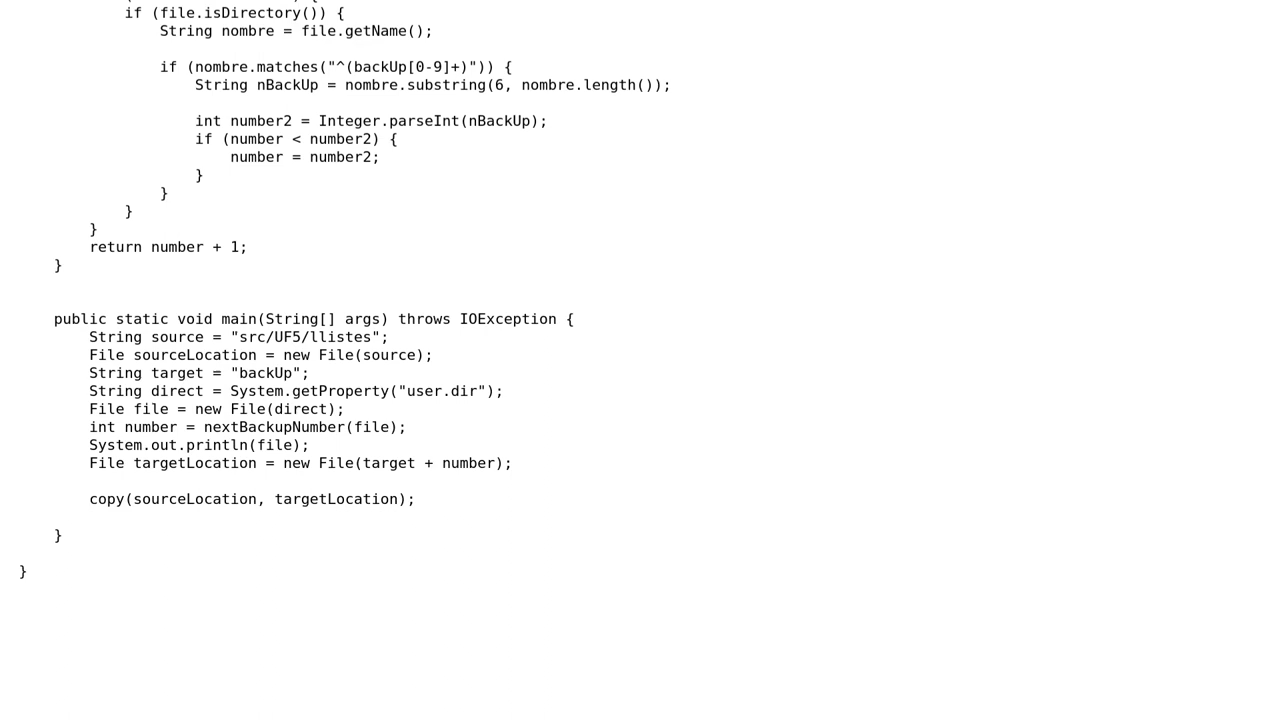 if (file.isDirectory()) {
String nombre = file.getName();
if (nombre.matches("^(backUp[0-9]+)")) {
String nBackUp = nombre.substring(6, nombre.length());
int number2 = Integer.parseInt(nBackUp);
if (number < number2) {
number = number2;
}
}
}
}
return number + 1;
}
public static void main(String[] args) throws IOException {
String source = "src/UF5/llistes";
File sourceLocation = new File(source);
String target = "backUp";
String direct = System.getProperty("user.dir");
File file = new File(direct);
int number = nextBackupNumber(file);
System.out.println(file);
File targetLocation = new File(target + number);
copy(sourceLocation, targetLocation);
}
}